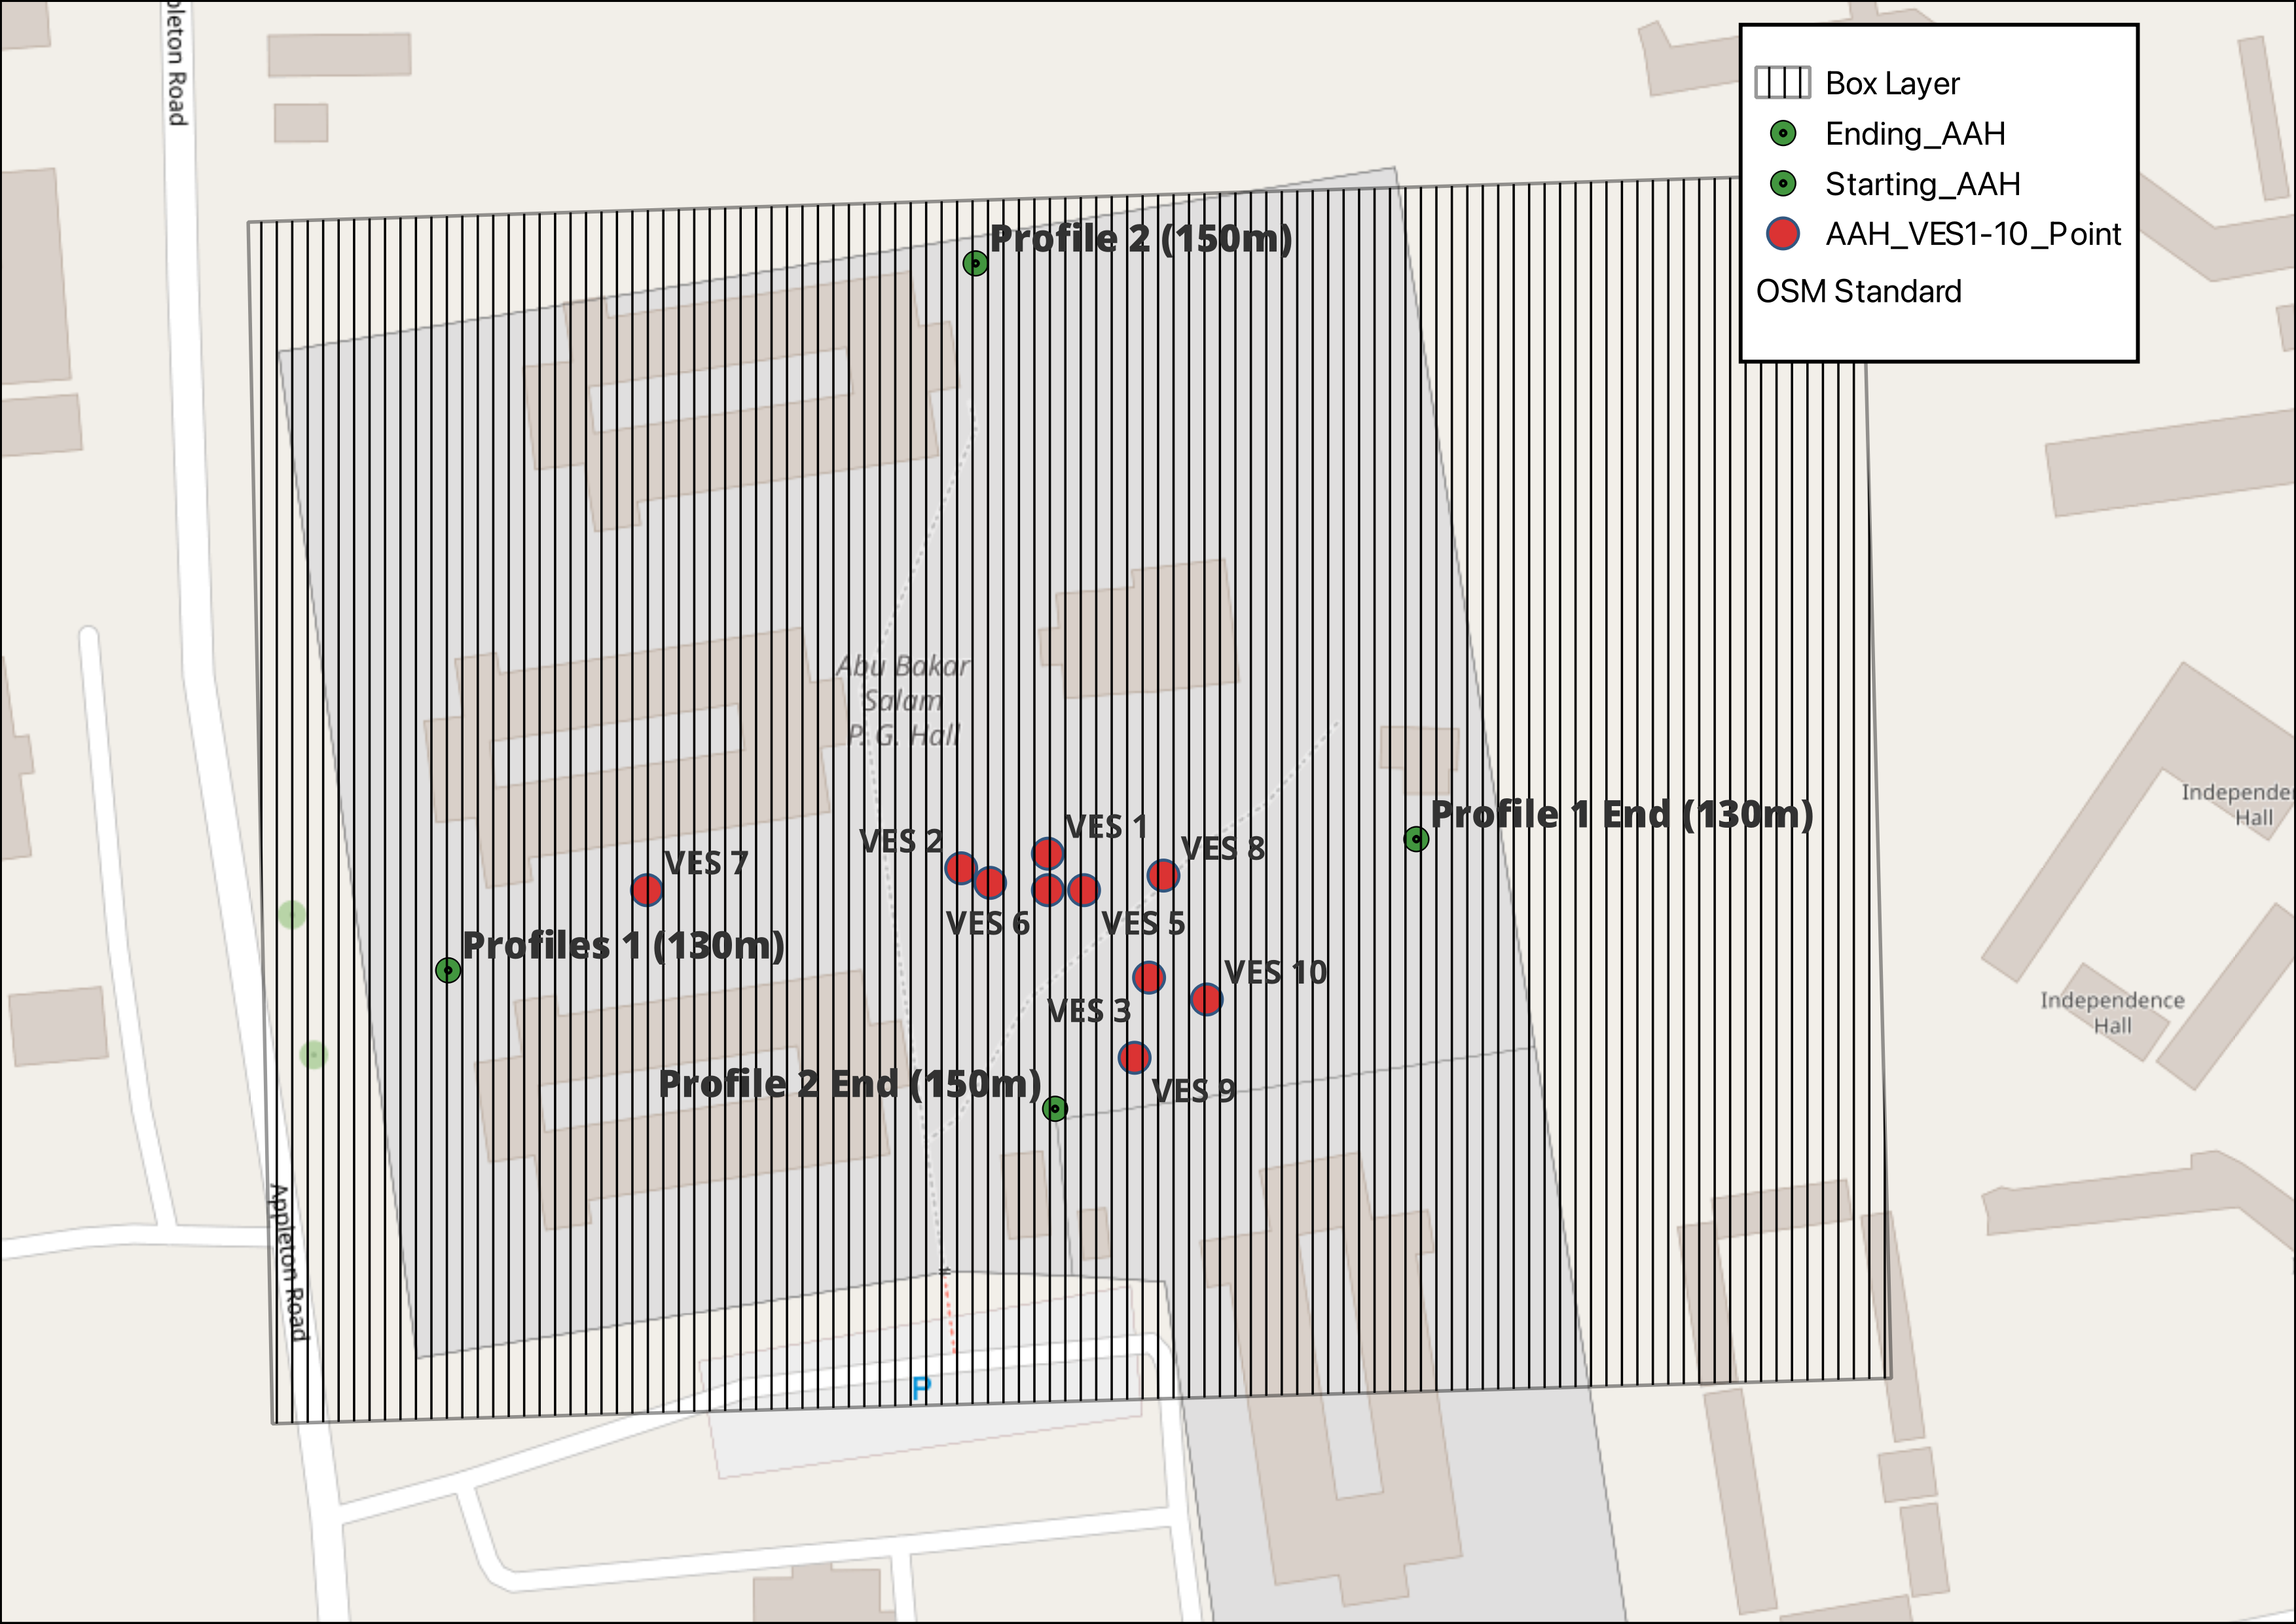 pleton Road
Box Layer
Ending_AAH
Starting_AAH
AAH_VES1-10_Point
OSM Standard
Profile 2 (150m)
Abu Bakar
Salam
P. G. Hall
Profile 1 End (130m)
Independen
Hall
VES 1
VES 2
VES 8
VES 7
VES 6
VES 5
Profiles 1 (130m)
VES 10
VES 3
Independence
Hall
Profile 2 End (150m)
VES 9
Appleton Road
P